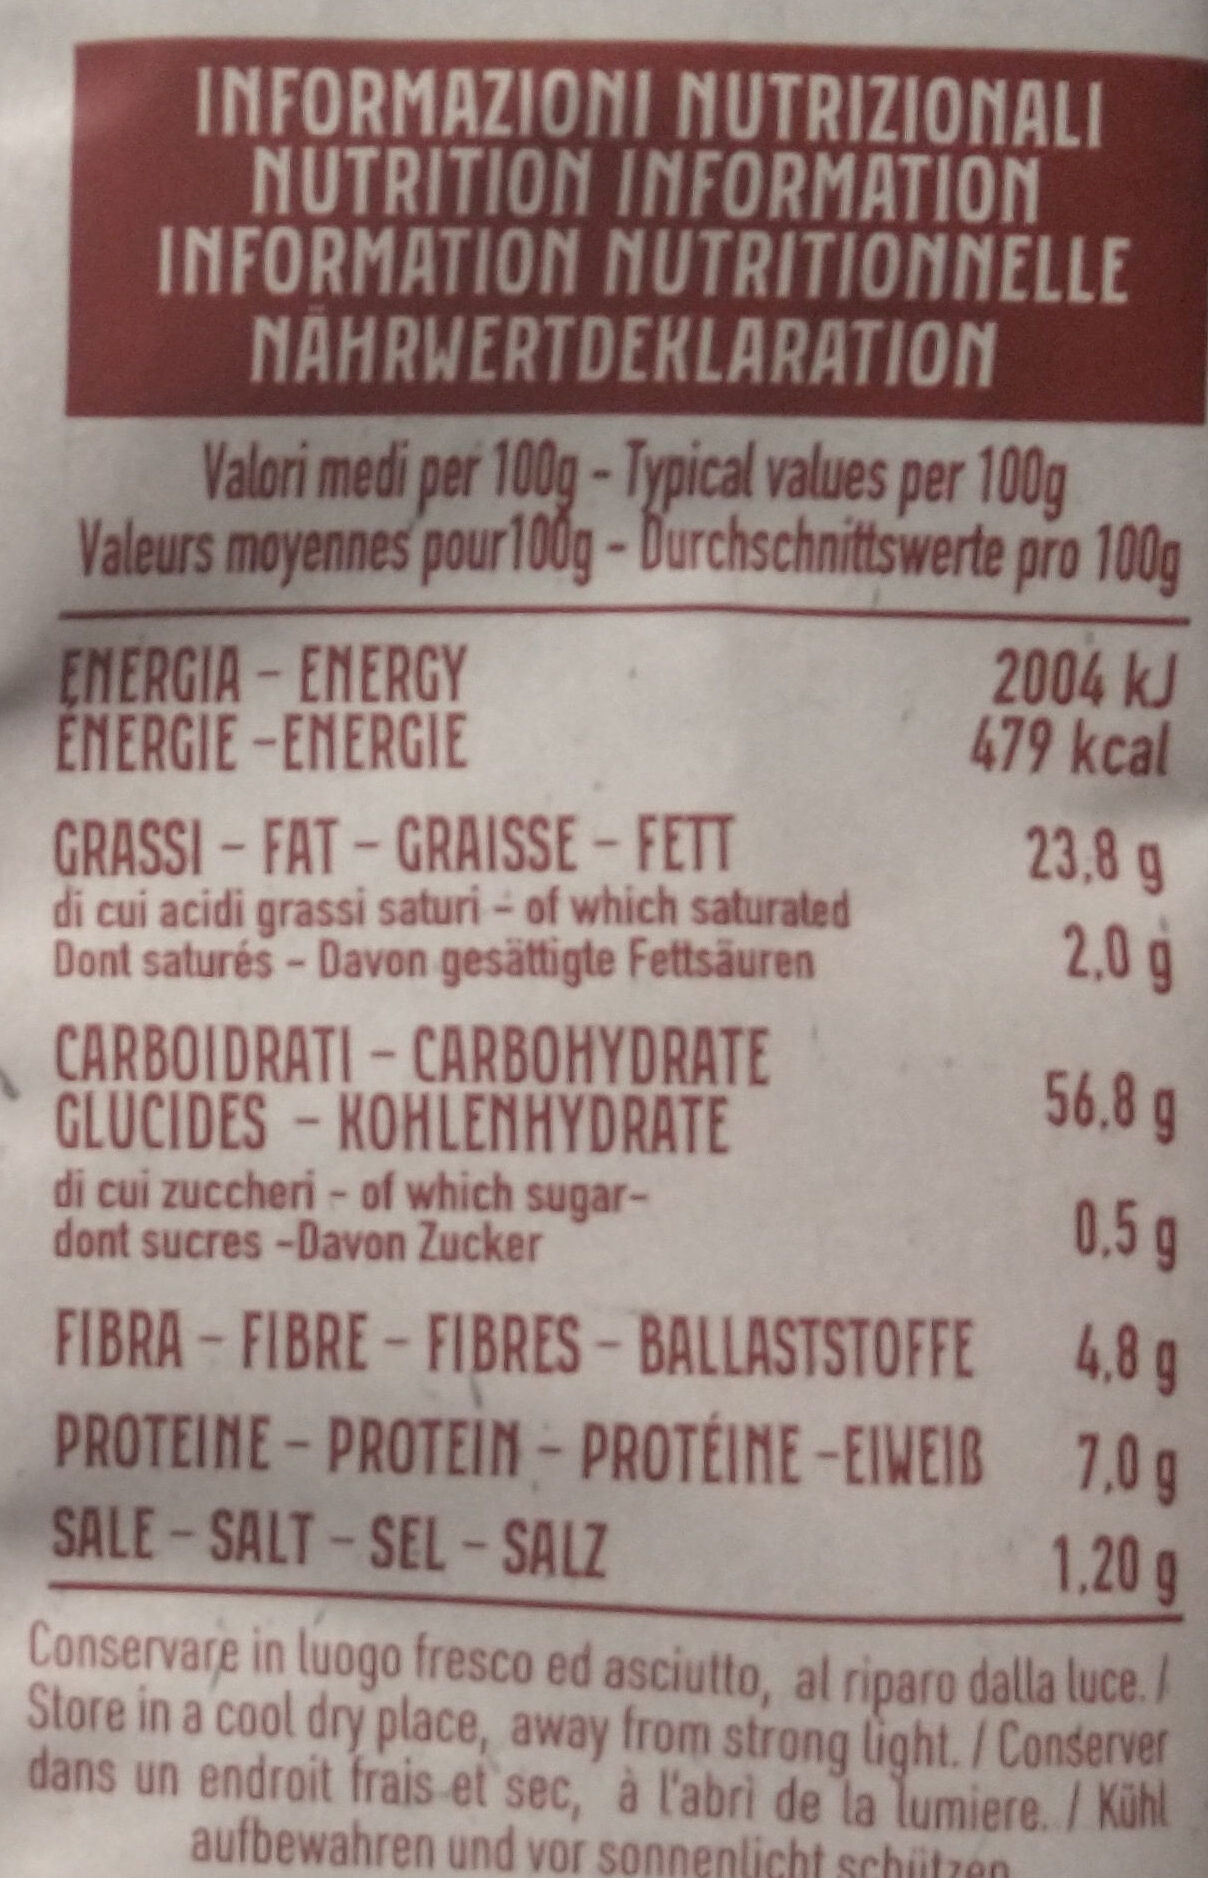 INFORMAZIONI NUTRIZIONALI
NUTRITION INFORMATION
INFORMATION NUTRITIONNELLE
NÄHRWERTDEKLARATION
Valori medi per 100g - Typical values per 100g
Valeurs moyennes pour 100g - Durchschnittswerte pro 100g
ENERGIA - ENERGY 2004 kJ
ÉNERGIE -ENERGIE 479 kcal
GRASSI - FAT - GRAISSE - FETT 23,8 g
di cui acidi grassi saturi - of which saturated
Dont saturés - Davon gesättigte Fettsäuren 2,0 g
CARBOIDRATI - CARBOHYDRATE
GLUCIDES - KOHLENHYDRATE 56,8 g
di cui zuccheri - of which sugar-
dont sucres -Davon Zucker 0,5 g
FIBRA - FIBRE - FIBRES - BALLASTSTOFFE 4,8 g
PROTEINE - PROTEIN - PROTÉINE -EIWEIß 7,0 g
SALE - SALT - SEL - SALZ 1,20 g
Conservare in luogo fresco ed asciutto, al riparo dalla luce. /
Store in a cool dry place, away from strong light. / Conserver
dans un endroit frais et sec, à l'abri de la lumiere. / Kühl
aufbewahren und vor sonnenlicht schützen